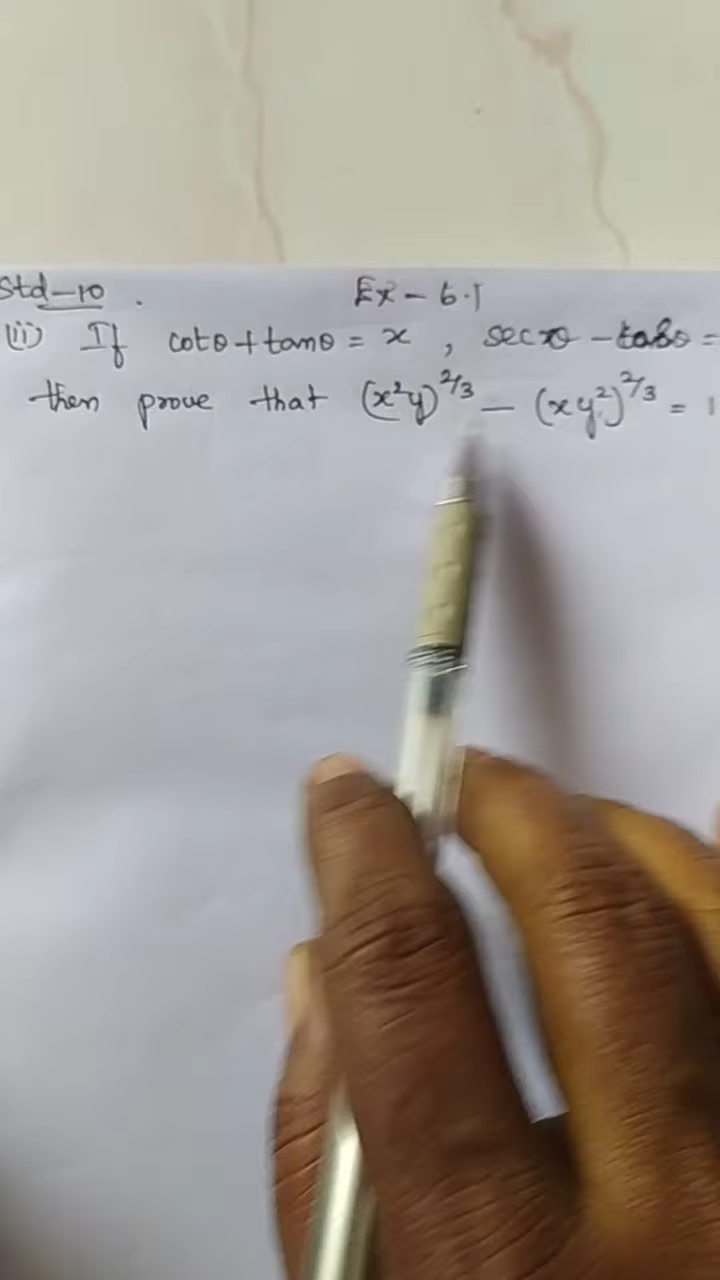 Std-10 . Ex - 6.1
(ii) If cotθ + tanθ = x , secθ -        =
then prove that (x²y)^2/3 - (xy²)^2/3 = 1